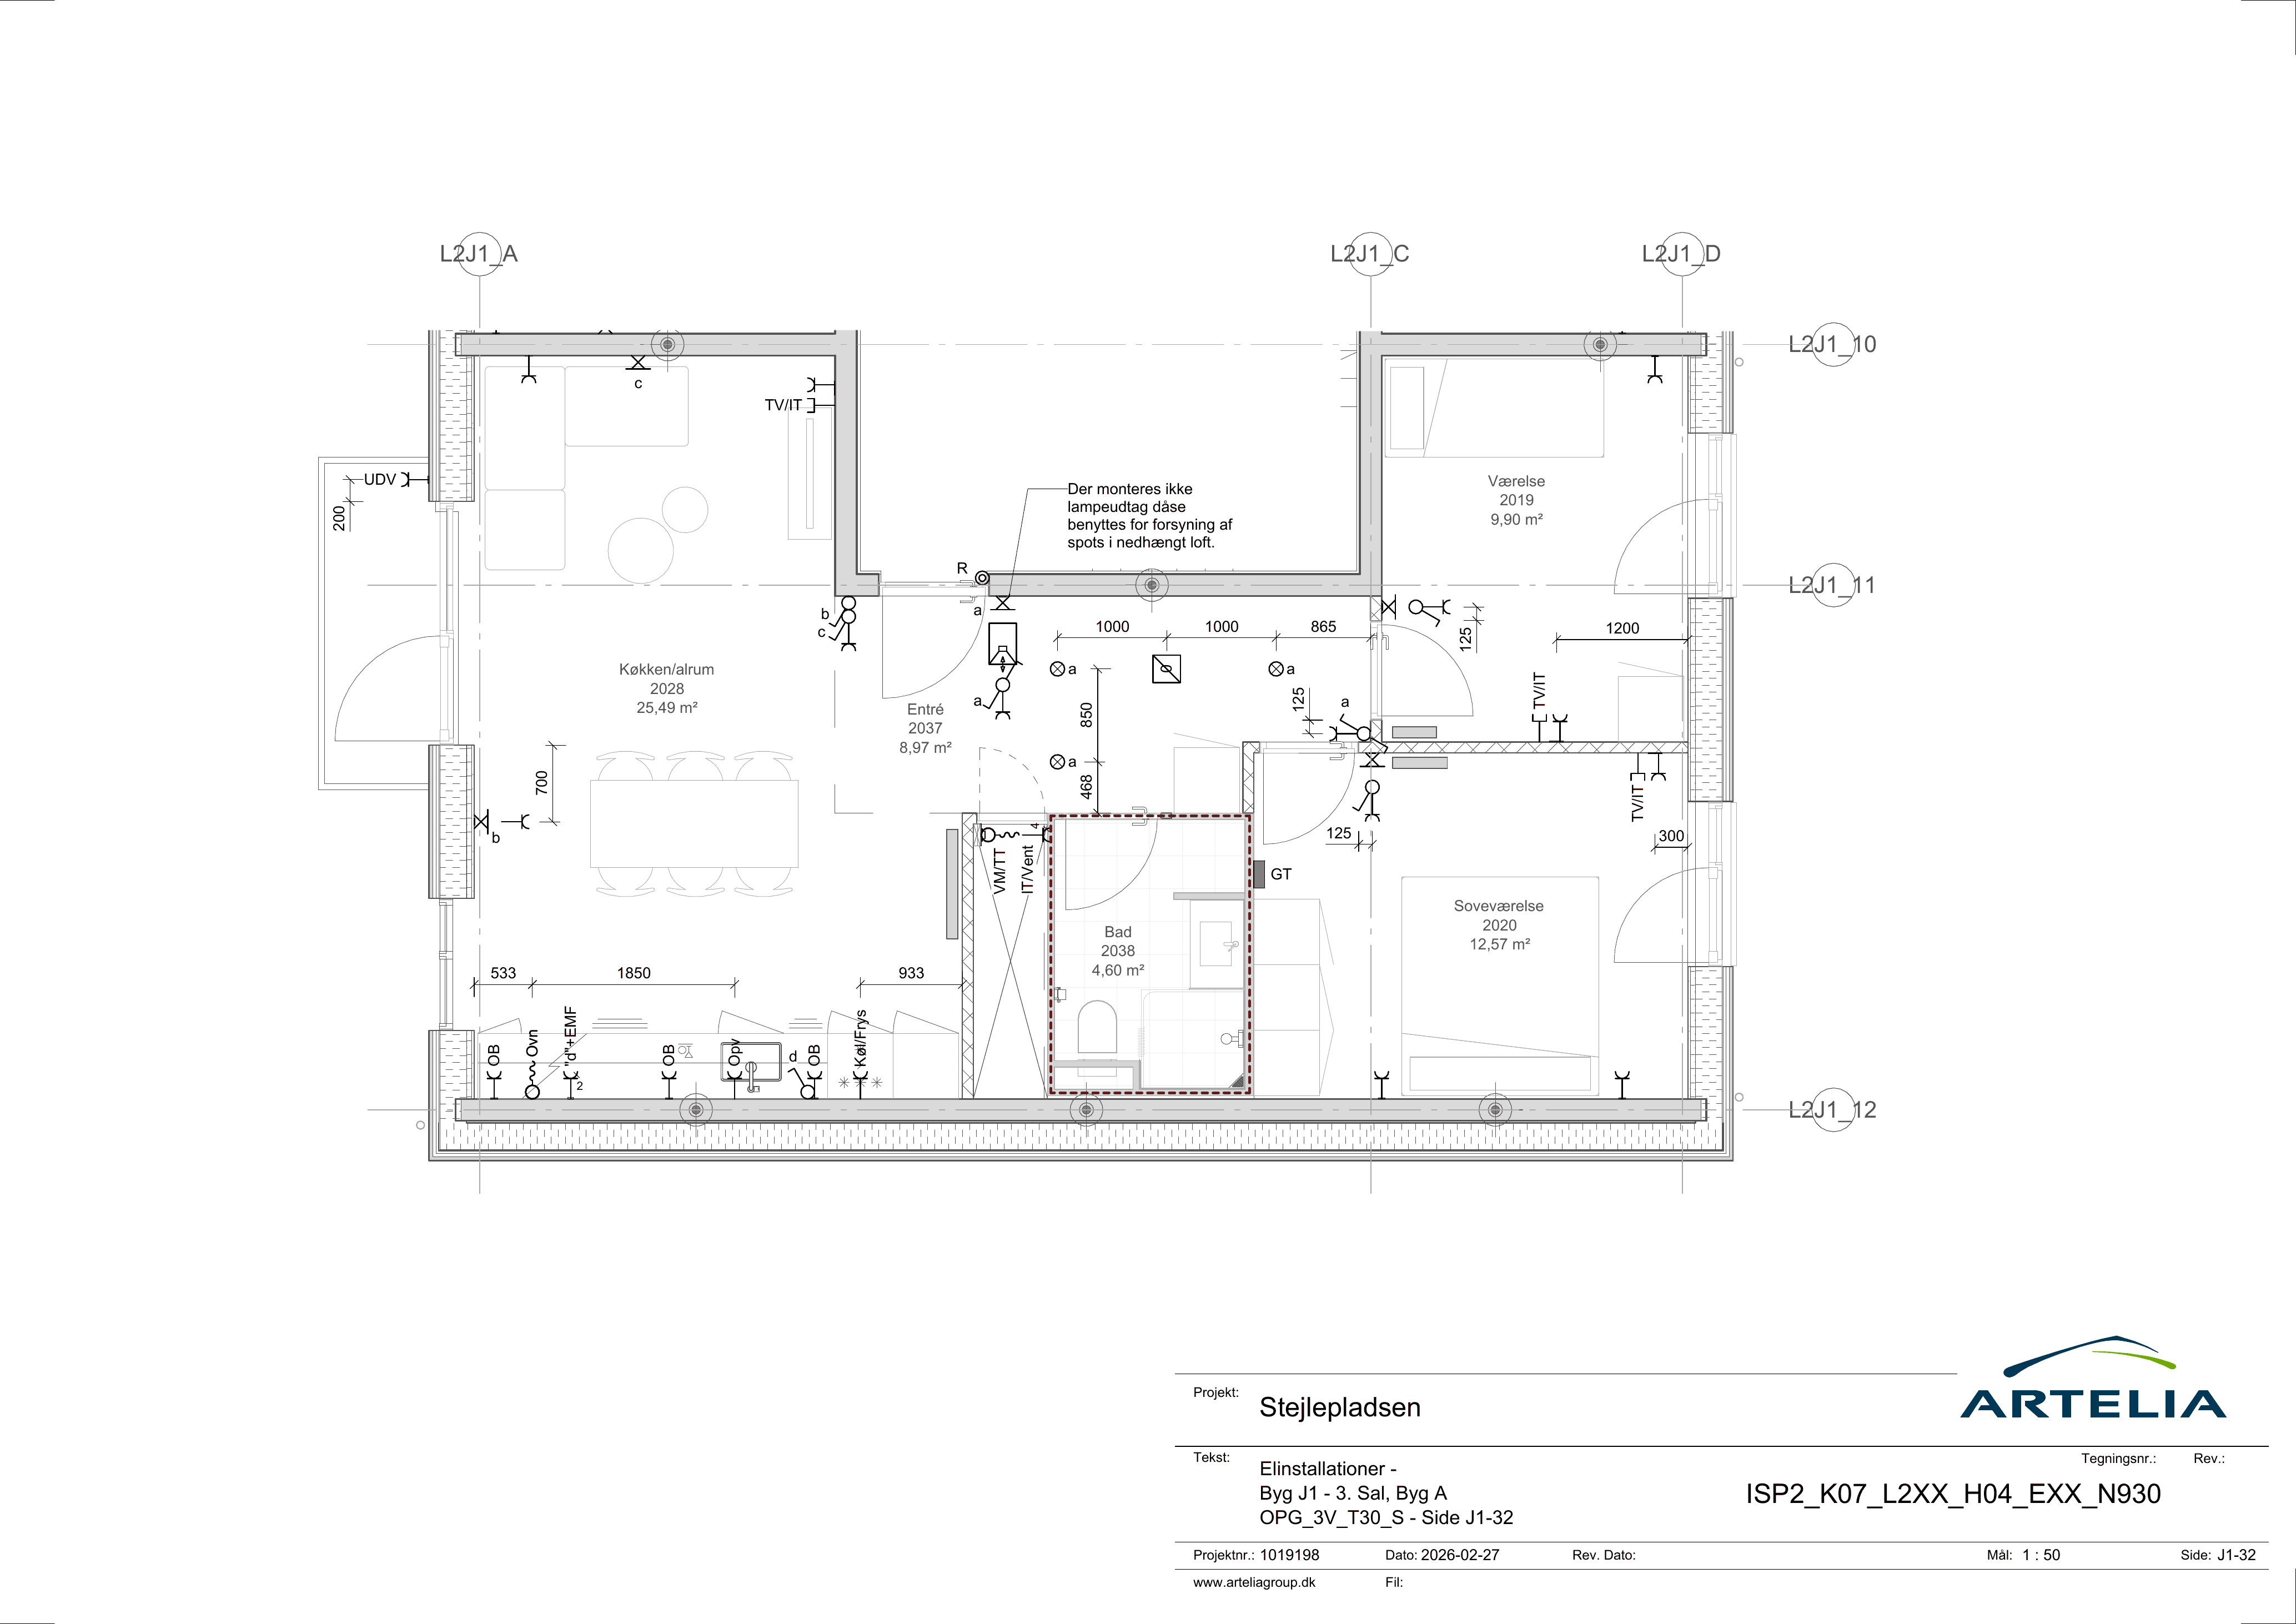 L2J1_A
L2J1_C
L2J1_D
L2J1_10
c
TV/IT
UDV
200
Der monteres ikke
lampeudtag dåse
benyttes for forsyning af
spots i nedhængt loft.
Værelse
2019
9,90 m²
R
L2J1_11
a
b
c
1000
1000
865
125
1200
a
a
Køkken/alrum
2028
25,49 m²
a
125
a
TV/IT
Entré
2037
8,97 m²
850
a
700
468
TV/IT
b
4
125
300
VM/TT
IT/Vent
GT
Soveværelse
2020
12,57 m²
Bad
2038
4,60 m²
533
1850
933
OB
Ovn
"d"+EMF
2
OB
Opv
d
OB
Køl/Frys
L2J1_12
Projekt:
Stejlepladsen
ARTELIA
Tekst:
Elinstallationer -
Byg J1 - 3. Sal, Byg A
OPG_3V_T30_S - Side J1-32
Tegningsnr.:
Rev.:
ISP2_K07_L2XX_H04_EXX_N930
Projektnr.: 1019198
Dato: 2026-02-27
Rev. Dato:
Mål: 1 : 50
Side: J1-32
www.arteliagroup.dk
Fil: